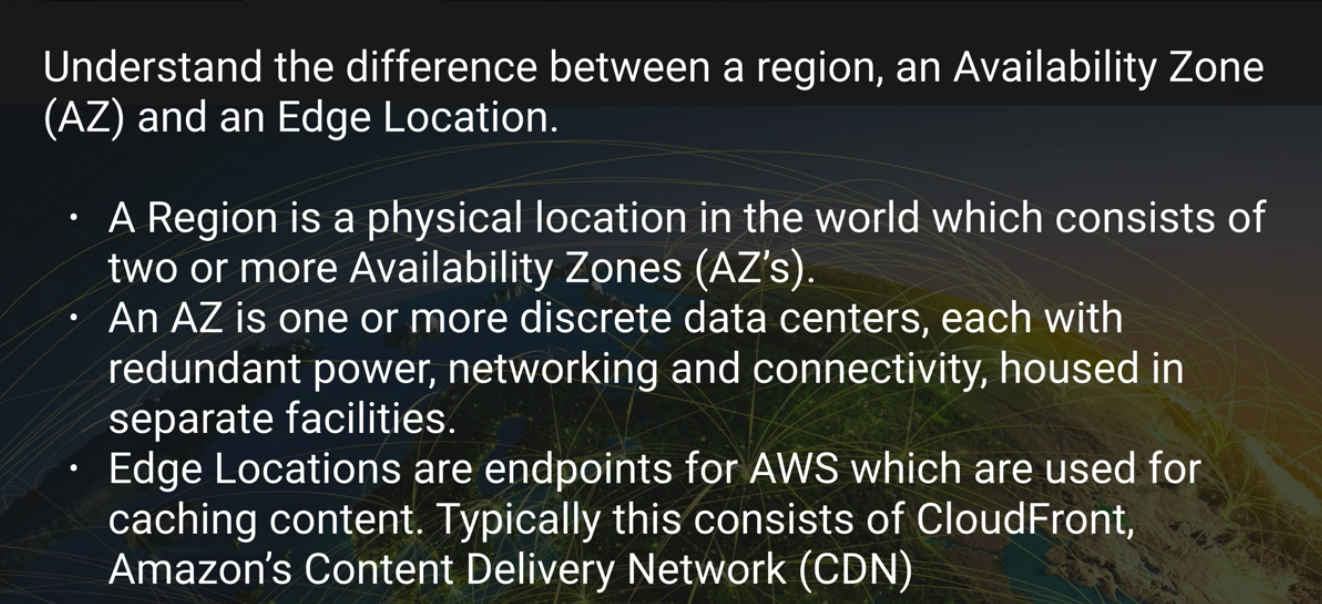 Understand the difference between a region, an Availability Zone
(AZ) and an Edge Location.
• A Region is a physical location in the world which consists of
two or more Availability Zones (AZ’s).
• An AZ is one or more discrete data centers, each with
redundant power, networking and connectivity, housed in
separate facilities.
• Edge Locations are endpoints for AWS which are used for
caching content. Typically this consists of CloudFront,
Amazon’s Content Delivery Network (CDN)